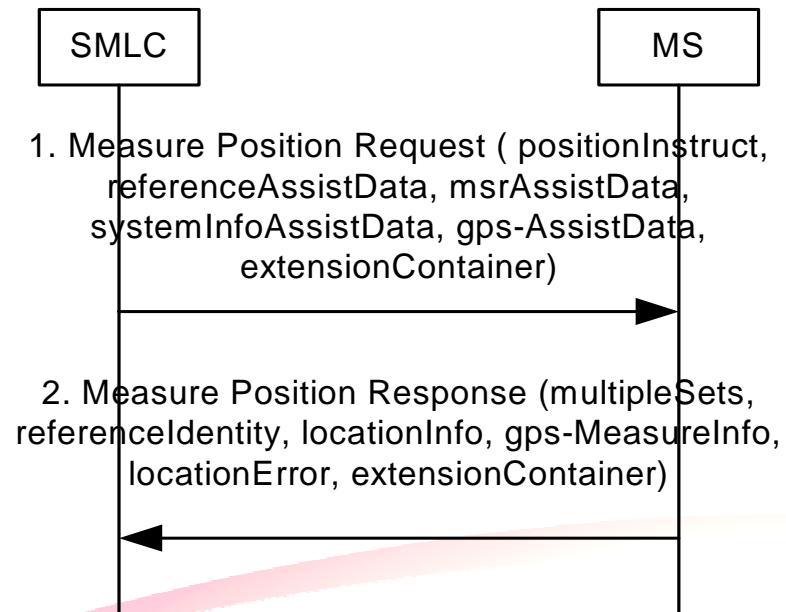 SMLC
MS
1. Measure Position Request ( positionInstruct,
referenceAssistData, msrAssistData,
systemInfoAssistData, gps-AssistData,
extensionContainer)
2. Measure Position Response (multipleSets,
referenceIdentity, locationInfo, gps-MeasureInfo,
locationError, extensionContainer)